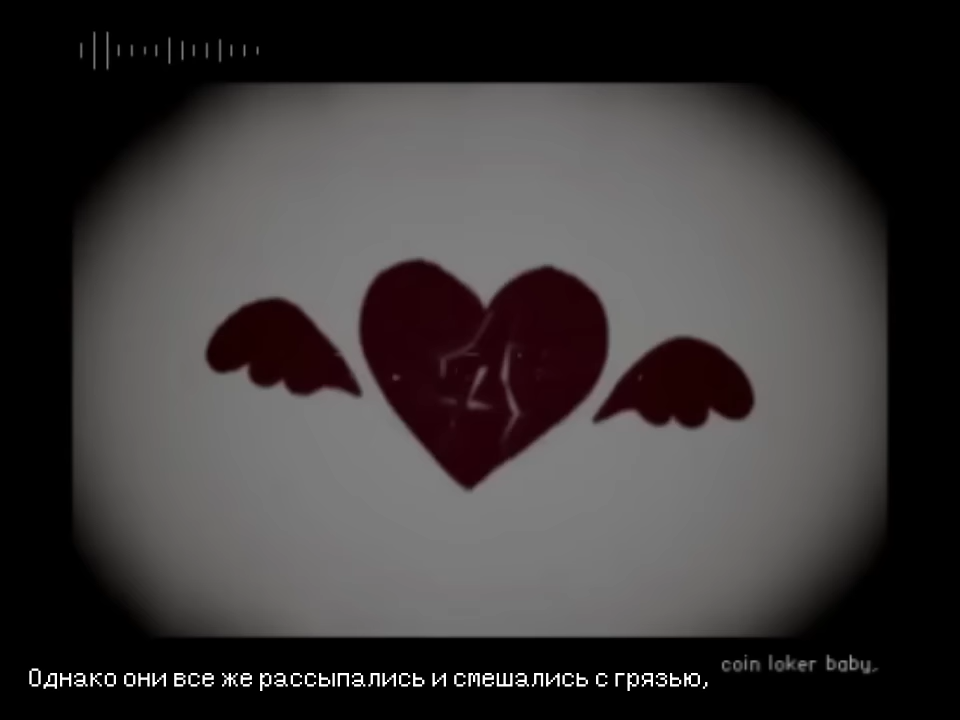 coin loker baby.
Однако они все же рассыпались и смешались с грязью,